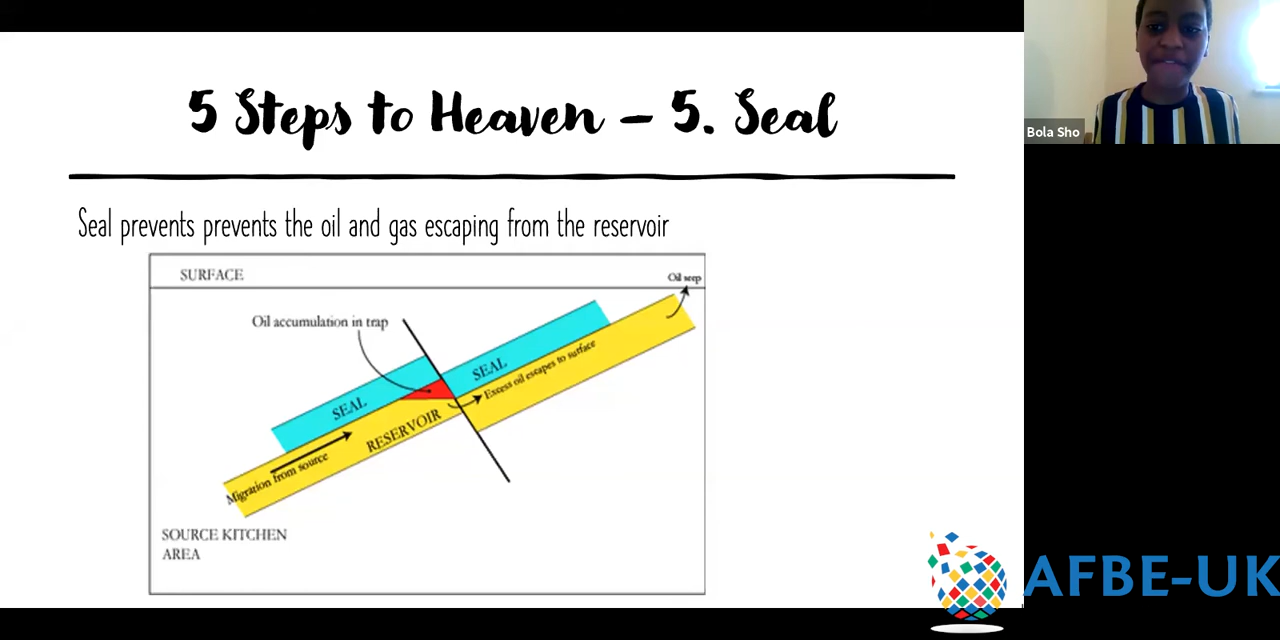 5 Steps to Heaven – 5. Seal
Bola Sho
Seal prevents prevents the oil and gas escaping from the reservoir
SURFACE
Oil seep
Oil accumulation in trap
SEAL
SEAL
Excess oil escapes to surface
RESERVOIR
Migration from source
SOURCE KITCHEN
AREA
AFBE-UK